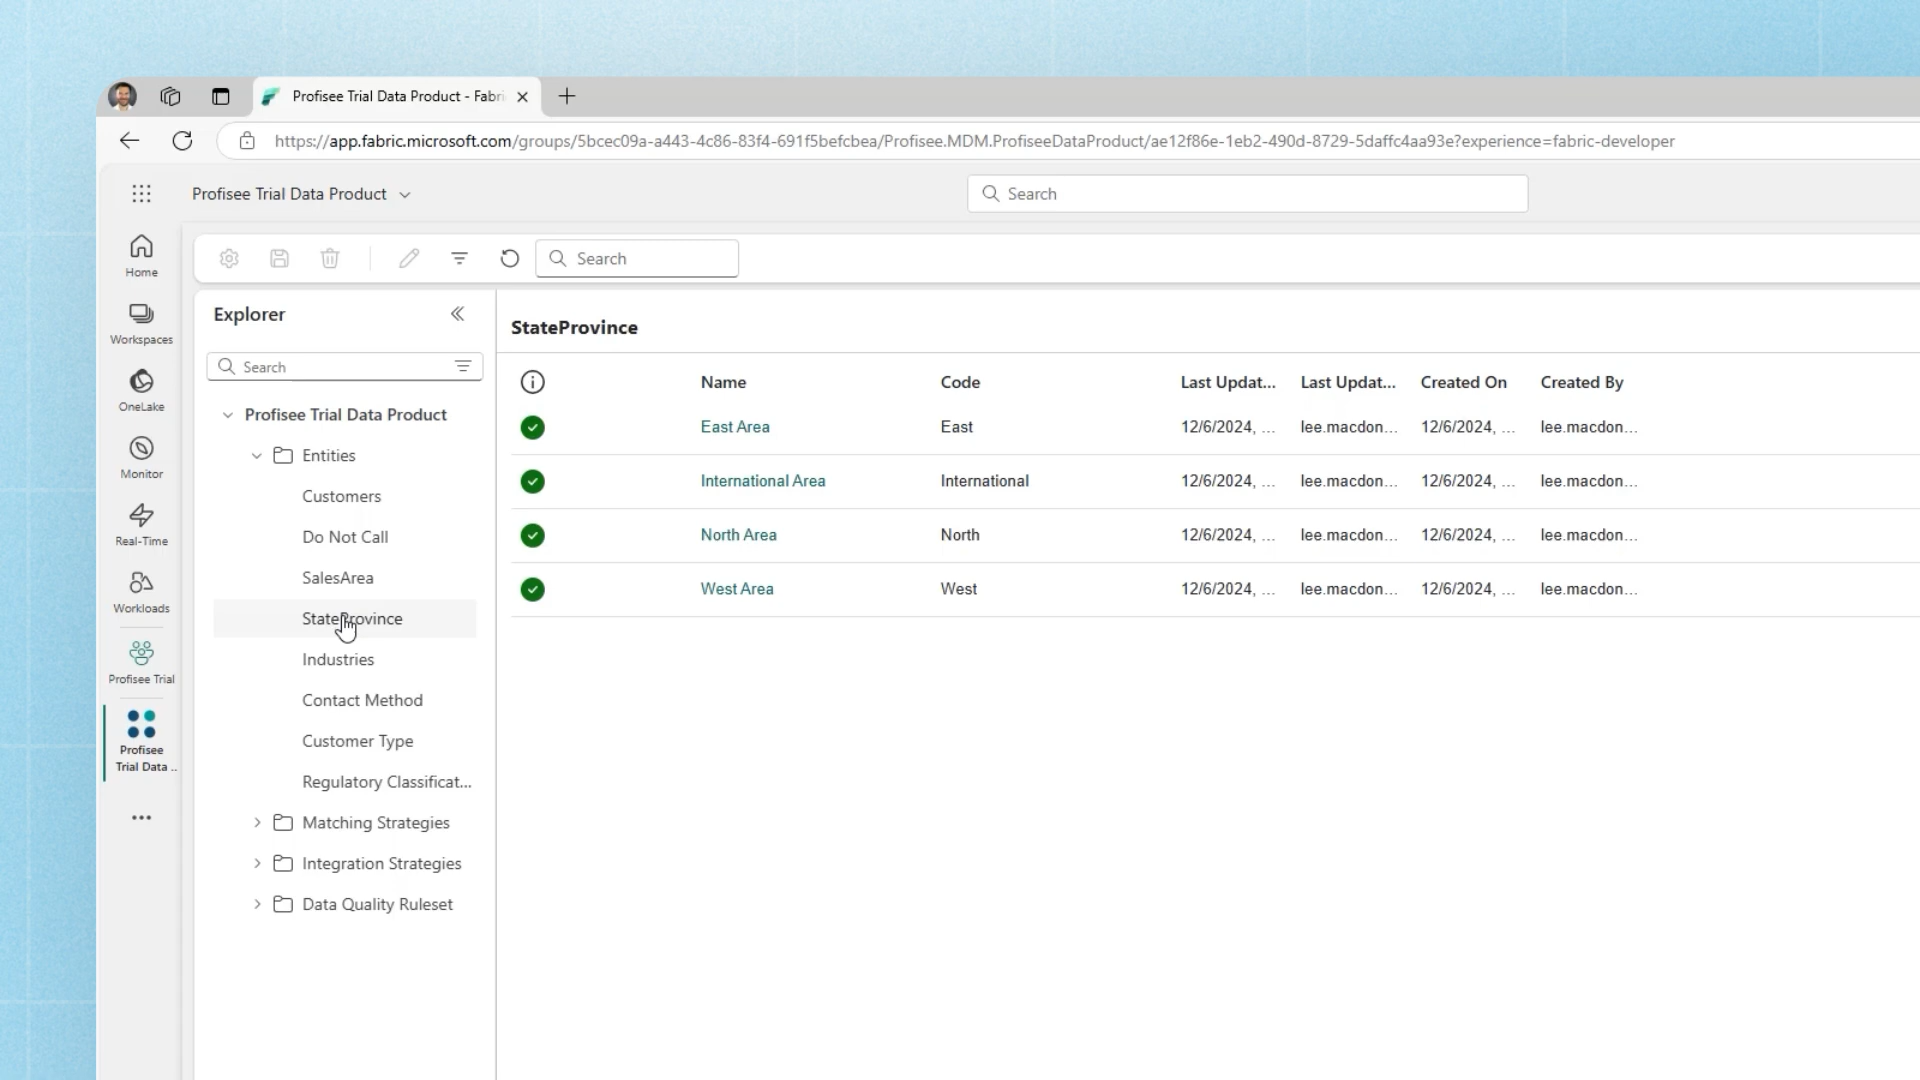 Profisee Trial Data Product - Fabri
https://app.fabric.microsoft.com/groups/5bcec09a-a443-4c86-83f4-691f5befcbea/Profisee.MDM.ProfiseeDataProduct/ae12f86e-1eb2-490d-8729-5daffc4aa93e?experience=fabric-developer
Profisee Trial Data Product
Search
Search
Home
Workspaces
OneLake
Monitor
Real-Time
Workloads
Profisee Trial
Profisee
Trial Data ..
Explorer
Search
Profisee Trial Data Product
Entities
Customers
Do Not Call
SalesArea
StateProvince
Industries
Contact Method
Customer Type
Regulatory Classificat...
Matching Strategies
Integration Strategies
Data Quality Ruleset
StateProvince
Name Code Last Updat... Last Updat... Created On Created By
East Area East 12/6/2024, ... lee.macdon... 12/6/2024, ... lee.macdon...
International Area International 12/6/2024, ... lee.macdon... 12/6/2024, ... lee.macdon...
North Area North 12/6/2024, ... lee.macdon... 12/6/2024, ... lee.macdon...
West Area West 12/6/2024, ... lee.macdon... 12/6/2024, ... lee.macdon...